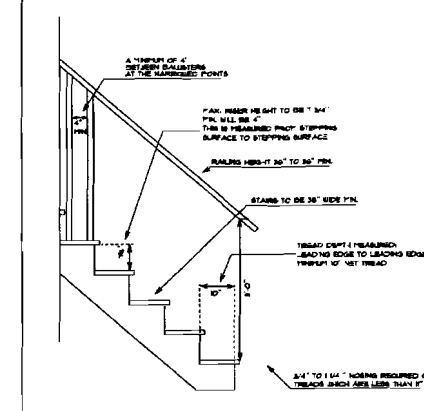 A MINIMUM OF 4"
BETWEEN BALUSTERS
AT THE NARROWED POINTS
4"
MIN.
MAX. RISER HEIGHT TO BE 7 3/4"
MIN. WILL BE 4"
THIS IS MEASURED FROM STEPPING
SURFACE TO STEPPING SURFACE
RAILING HEIGHT 36" TO 38" MIN.
STAIRS TO BE 36" WIDE MIN.
TREAD DEPTH MEASURED:
LEADING EDGE TO LEADING EDGE
MINIMUM 10" NET TREAD
10"
3/4" TO 1 1/4" NOSING REQUIRED
TREADS WHICH ARE LESS THAN 11"